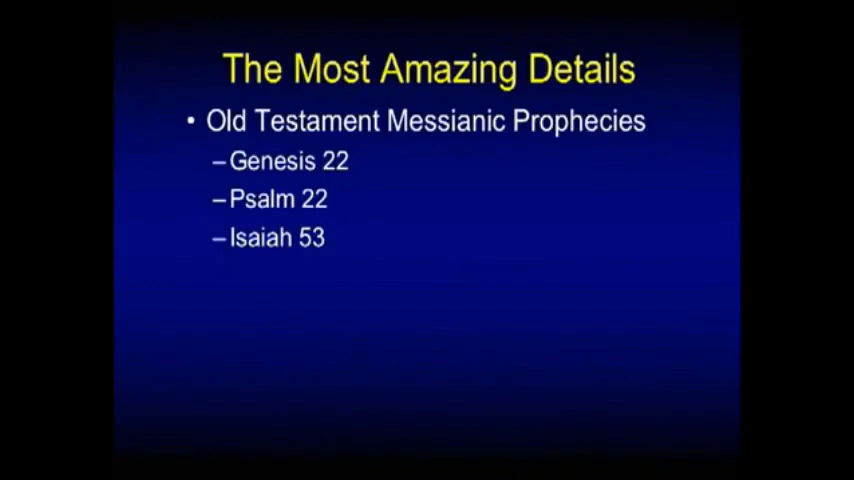 The Most Amazing Details
• Old Testament Messianic Prophecies
–Genesis 22
–Psalm 22
–Isaiah 53